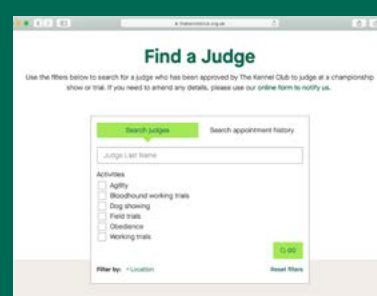 thekennelclub.org.uk
Find a Judge
Use the filters below to search for a judge who has been approved by The Kennel Club to judge at a championship
show or trial. If you need to amend any details, please use our online form to notify us.
Search judges
Search appointment history
Judge Last Name
Activities
Agility
Bloodhound working trials
Dog showing
Field trials
Obedience
Working trials
GO
Filter by: + Location
Reset filters